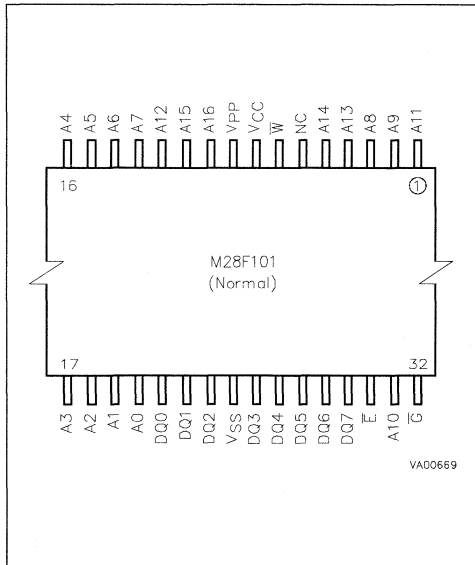 A4 A5 A6 A7 A12 A15 A16 VPP VCC W̅ NC A14 A13 A8 A9 A11
16 1
M28F101
(Normal)
17 32
A3 A2 A1 A0 DQ0 DQ1 DQ2 VSS DQ3 DQ4 DQ5 DQ6 DQ7 E̅ A10 G̅
VA00669